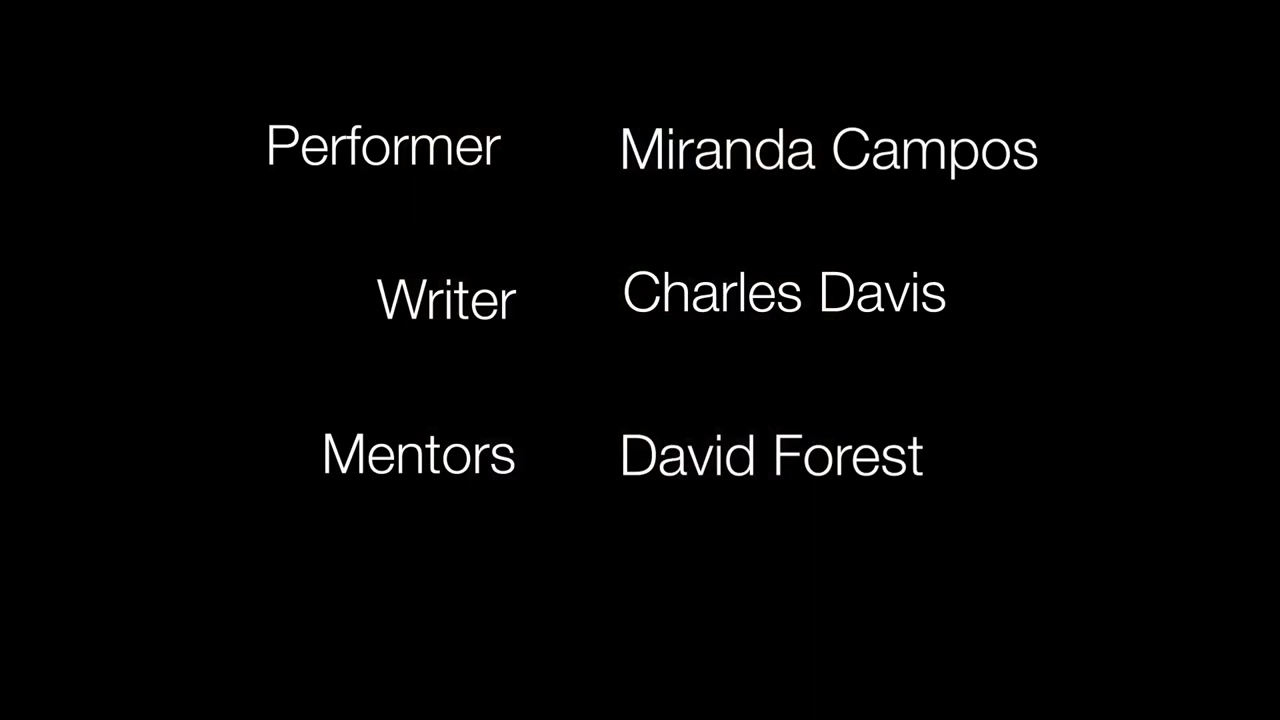 Performer Miranda Campos
Writer Charles Davis
Mentors David Forest